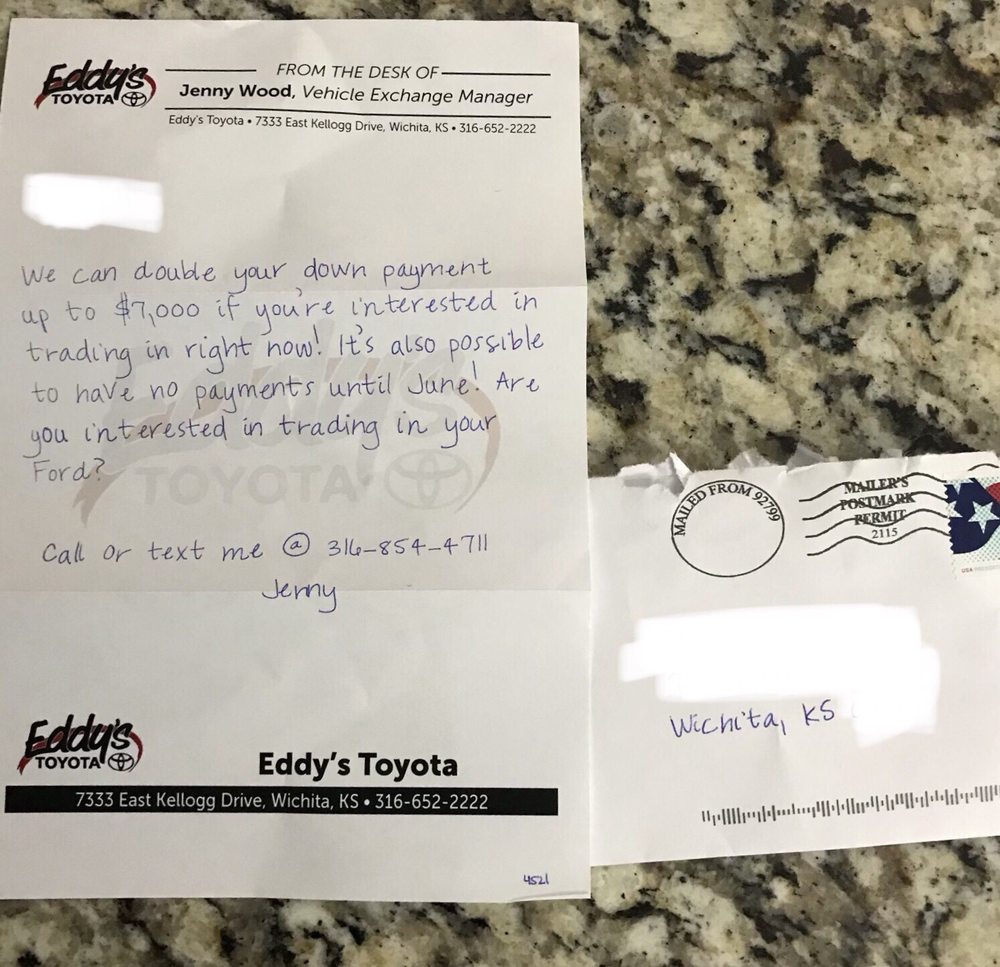 Eddy's
TOYOTA
FROM THE DESK OF
Jenny Wood, Vehicle Exchange Manager
Eddy's Toyota • 7333 East Kellogg Drive, Wichita, KS • 316-652-2222
We can double your down payment
up to $7,000 if you're interested in
trading in right now! It's also possible
to have no payments until June! Are
you interested in trading in your
Ford?
Eddy's
TOYOTA
Call or text me @ 316-854-4711
Jenny
Eddy's
TOYOTA
Eddy's Toyota
7333 East Kellogg Drive, Wichita, KS • 316-652-2222
4521
MAILED FROM 92799
MAILER'S
POSTMARK
PERMIT
2115
USA
Wichita, KS